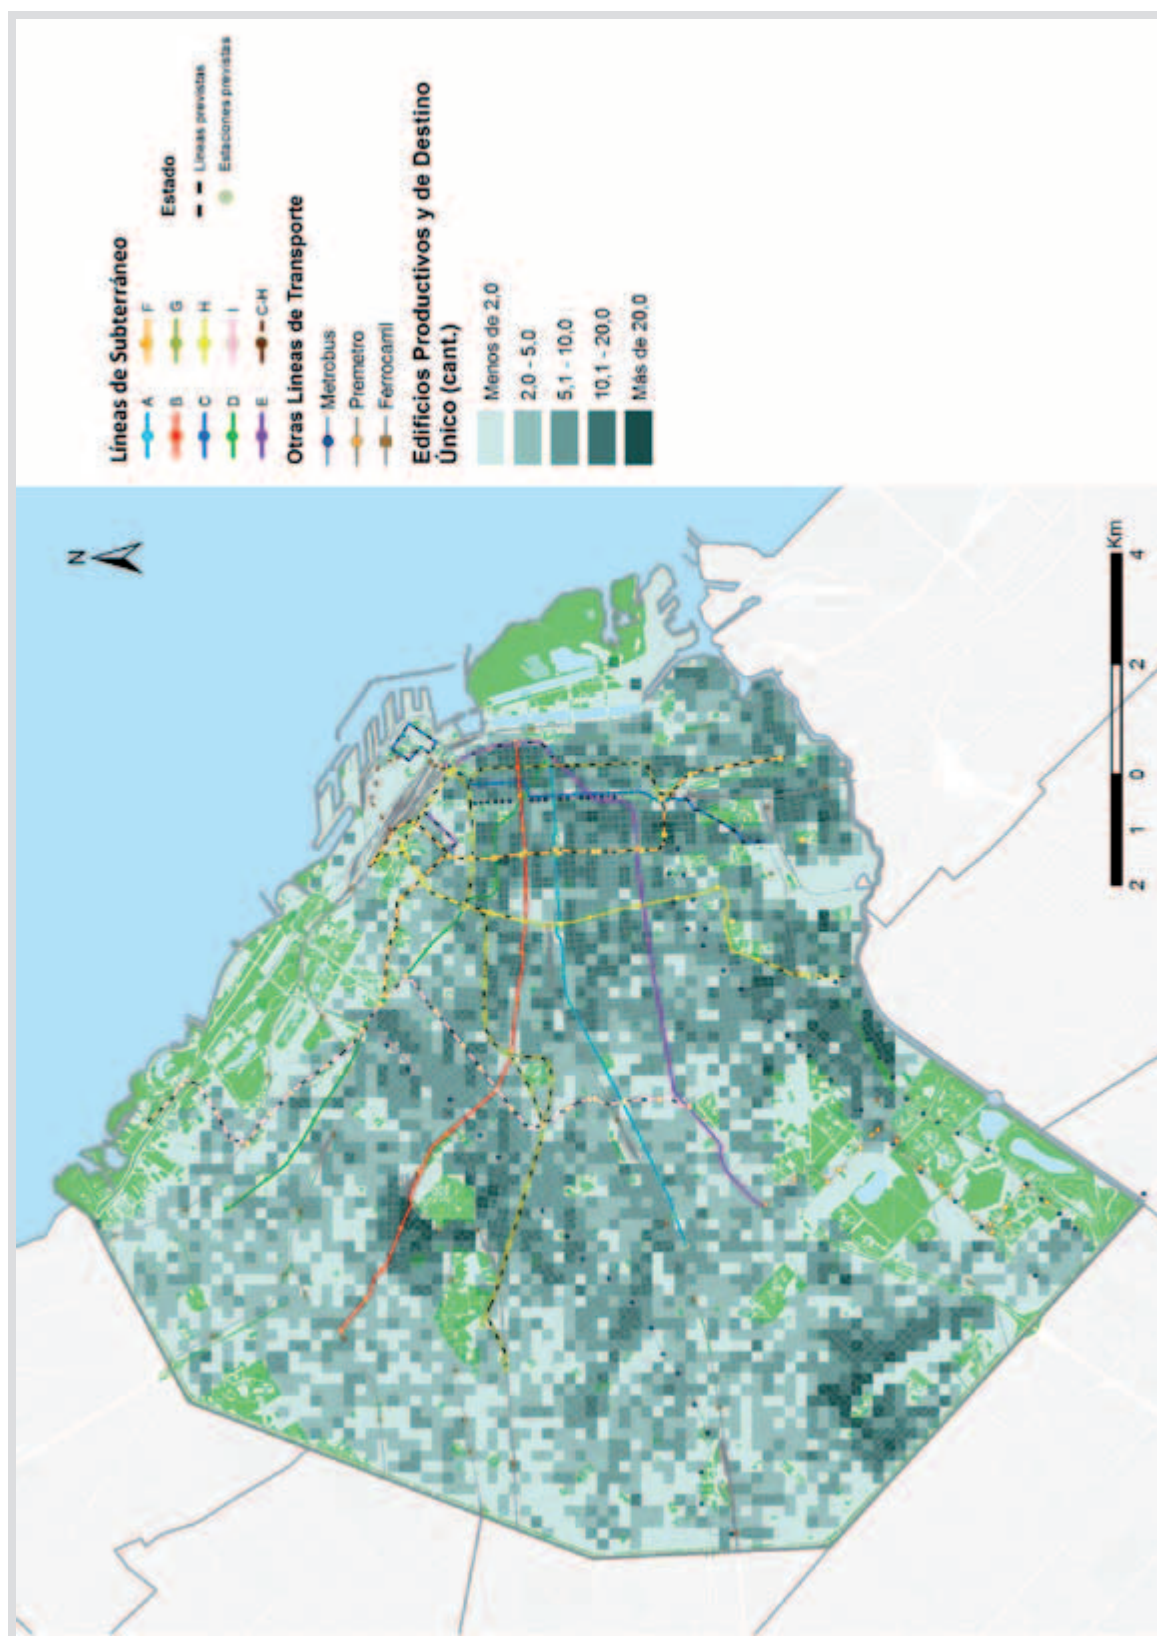 Líneas de Subterráneo
A
B
C
D
E
F
G
H
I
C-H
Estado
Líneas previstas
Estaciones previstas
Otras Líneas de Transporte
Metrobus
Premetro
Ferrocarril
Edificios Productivos y de Destino
Único (cant.)
Menos de 2,0
2,0 - 5,0
5,1 - 10,0
10,1 - 20,0
Más de 20,0
N
Km
2 1 0 2 4